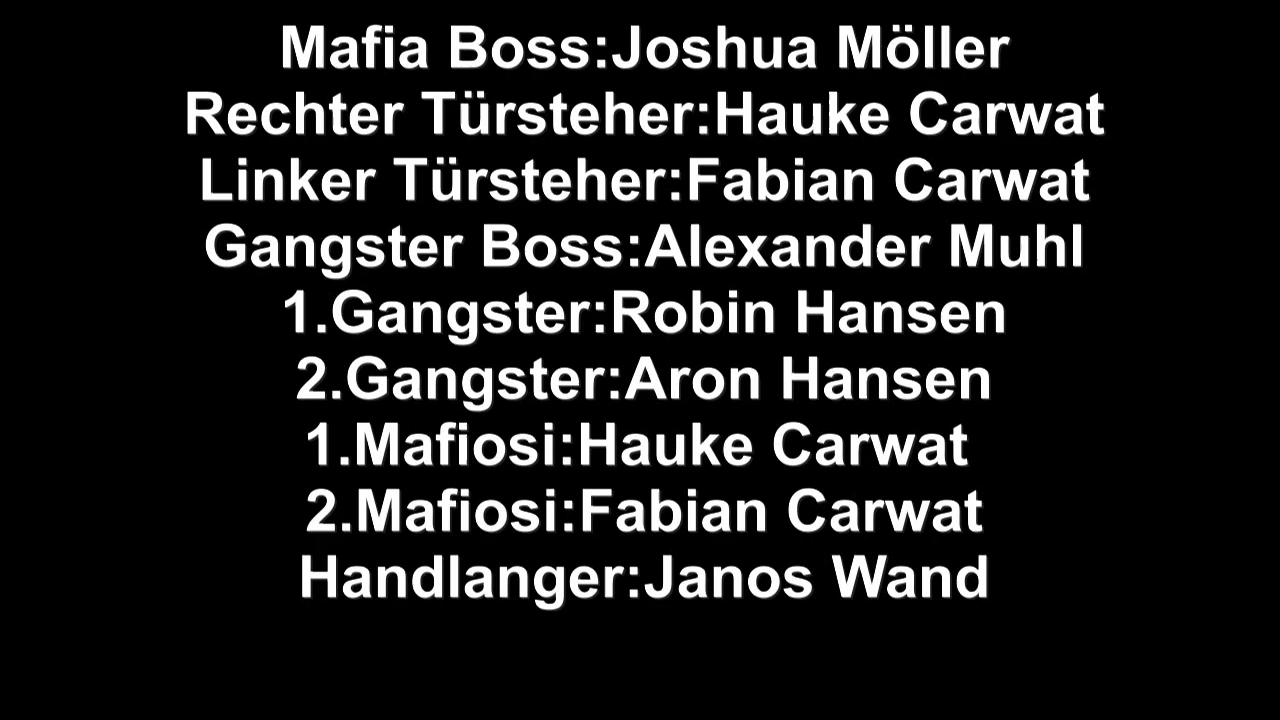 Mafia Boss:Joshua Möller
Rechter Türsteher:Hauke Carwat
Linker Türsteher:Fabian Carwat
Gangster Boss:Alexander Muhl
1.Gangster:Robin Hansen
2.Gangster:Aron Hansen
1.Mafiosi:Hauke Carwat
2.Mafiosi:Fabian Carwat
Handlanger:Janos Wand